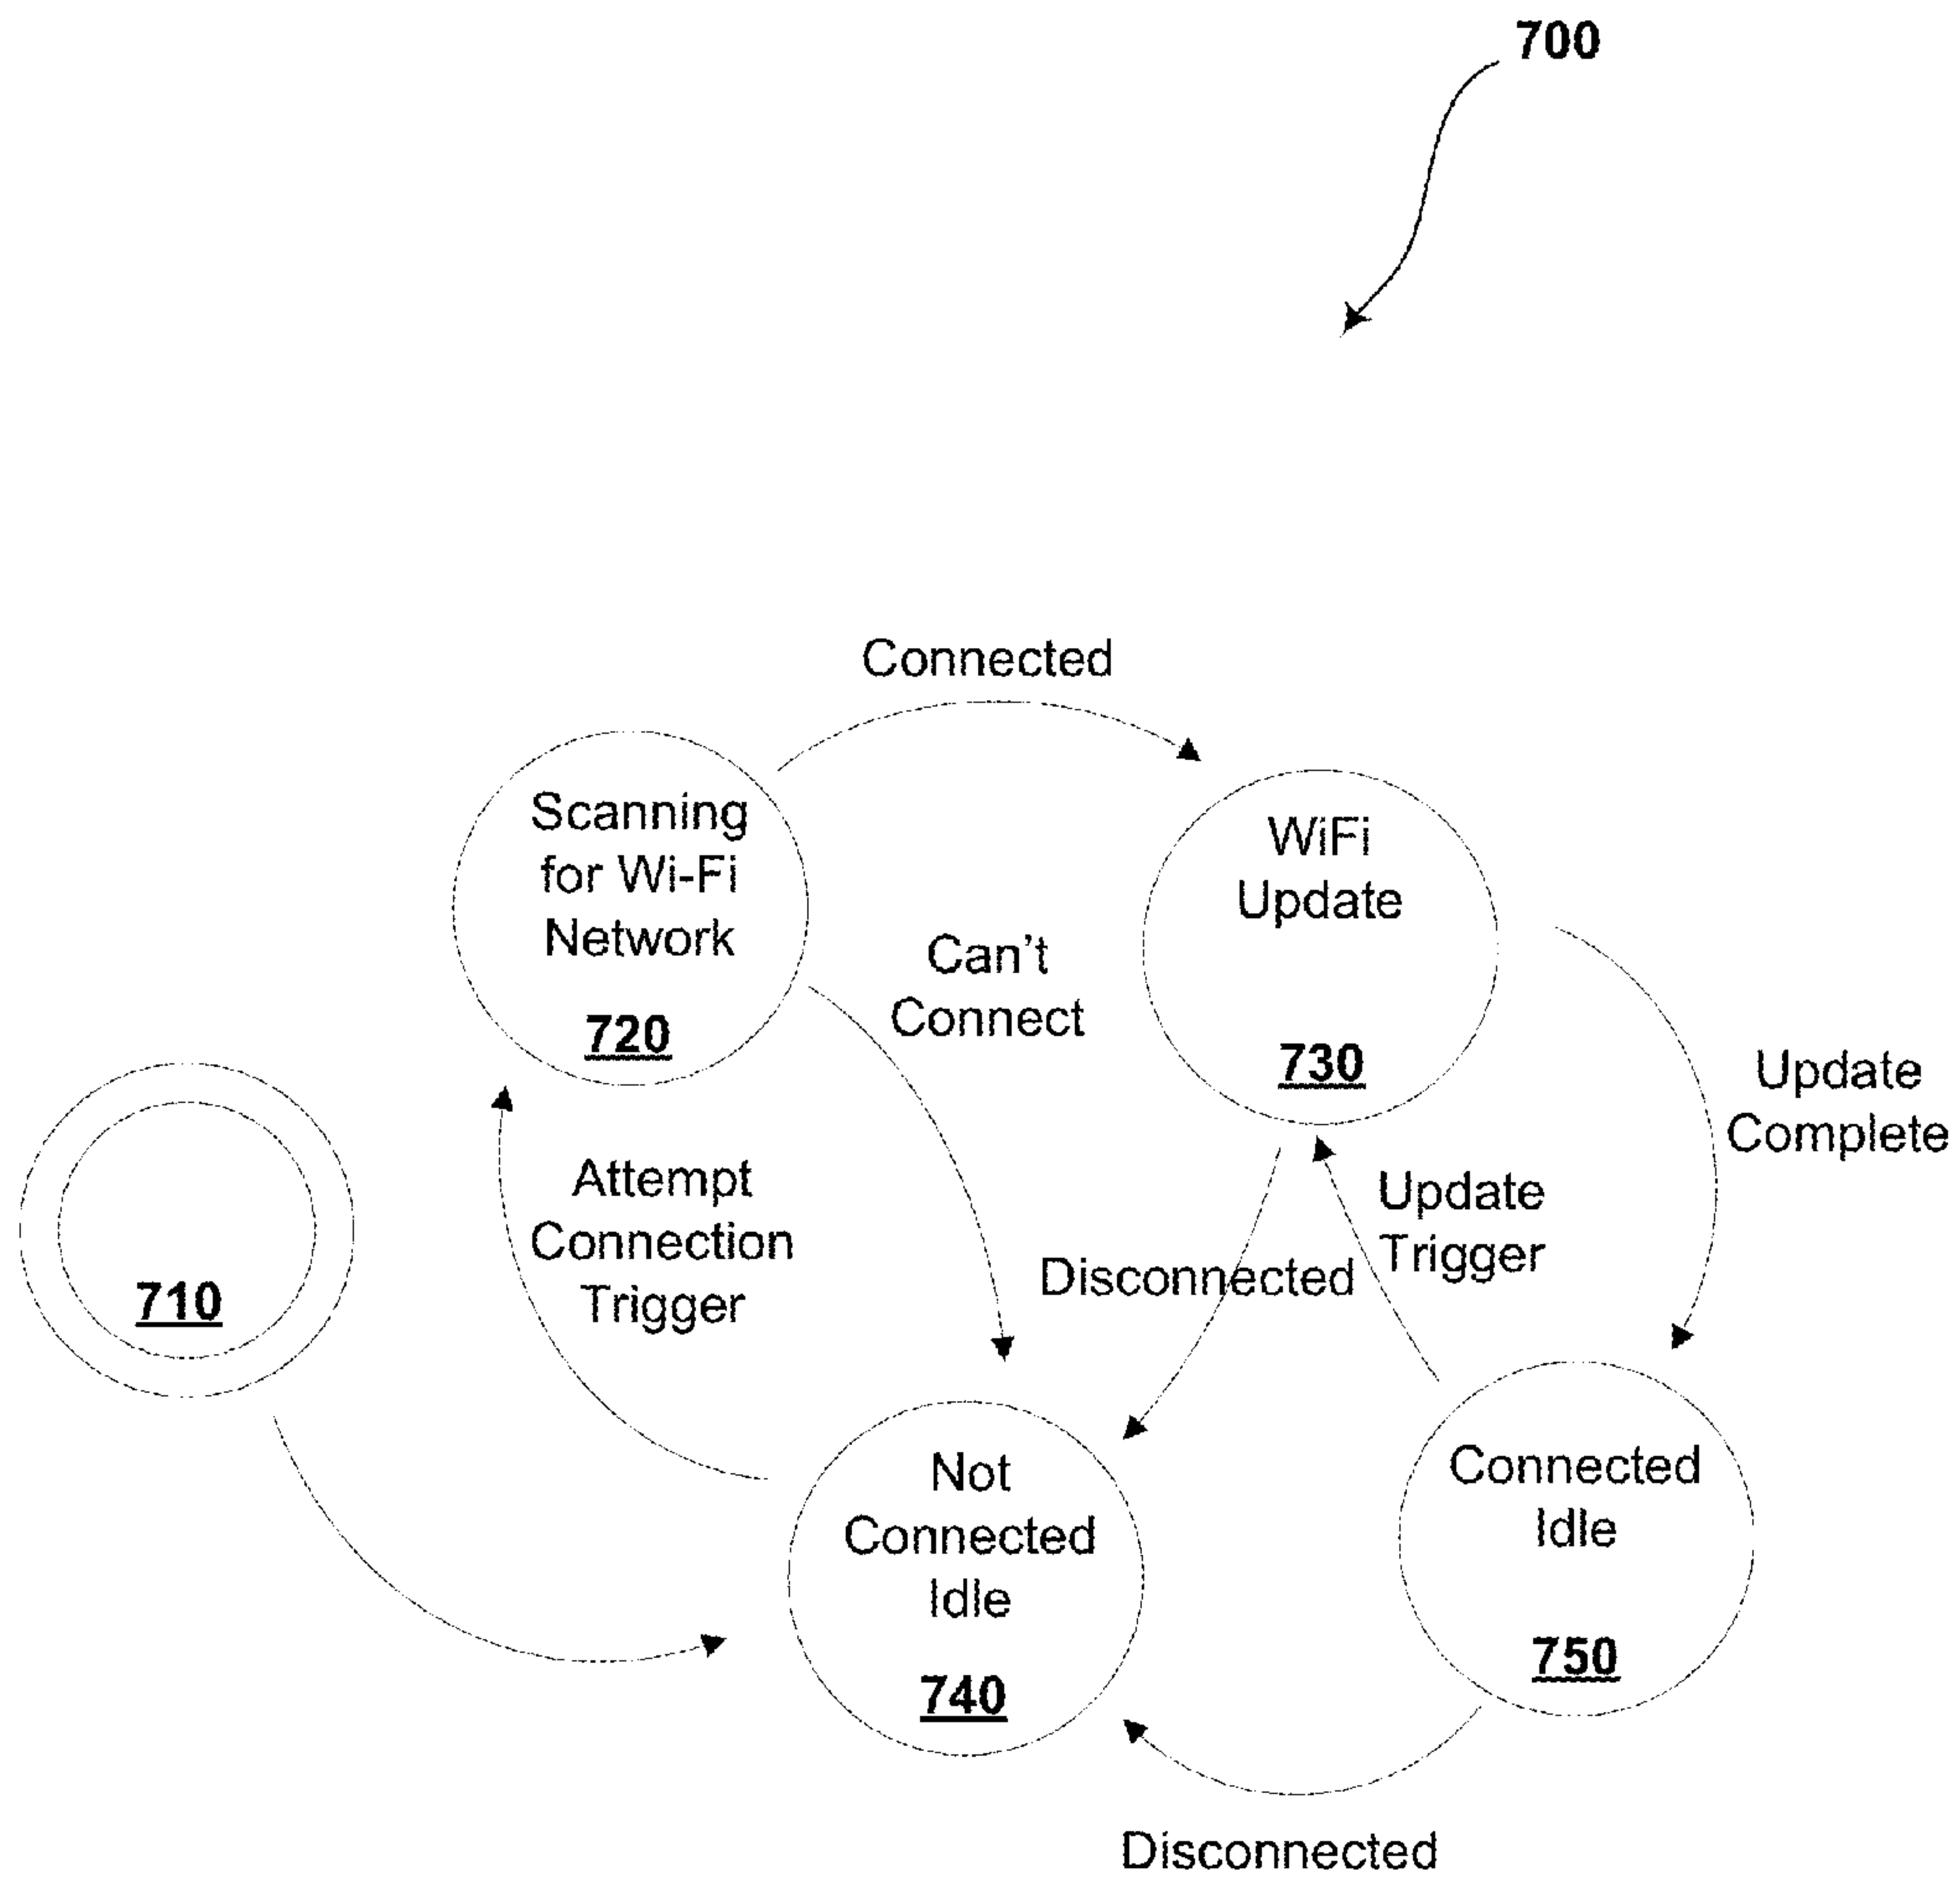 700
Connected
Scanning
for Wi-Fi
Network
720
WiFi
Update
730
Can't
Connect
Update
Complete
710
Attempt
Connection
Trigger
Disconnected
Update
Trigger
Not
Connected
Idle
740
Connected
Idle
750
Disconnected